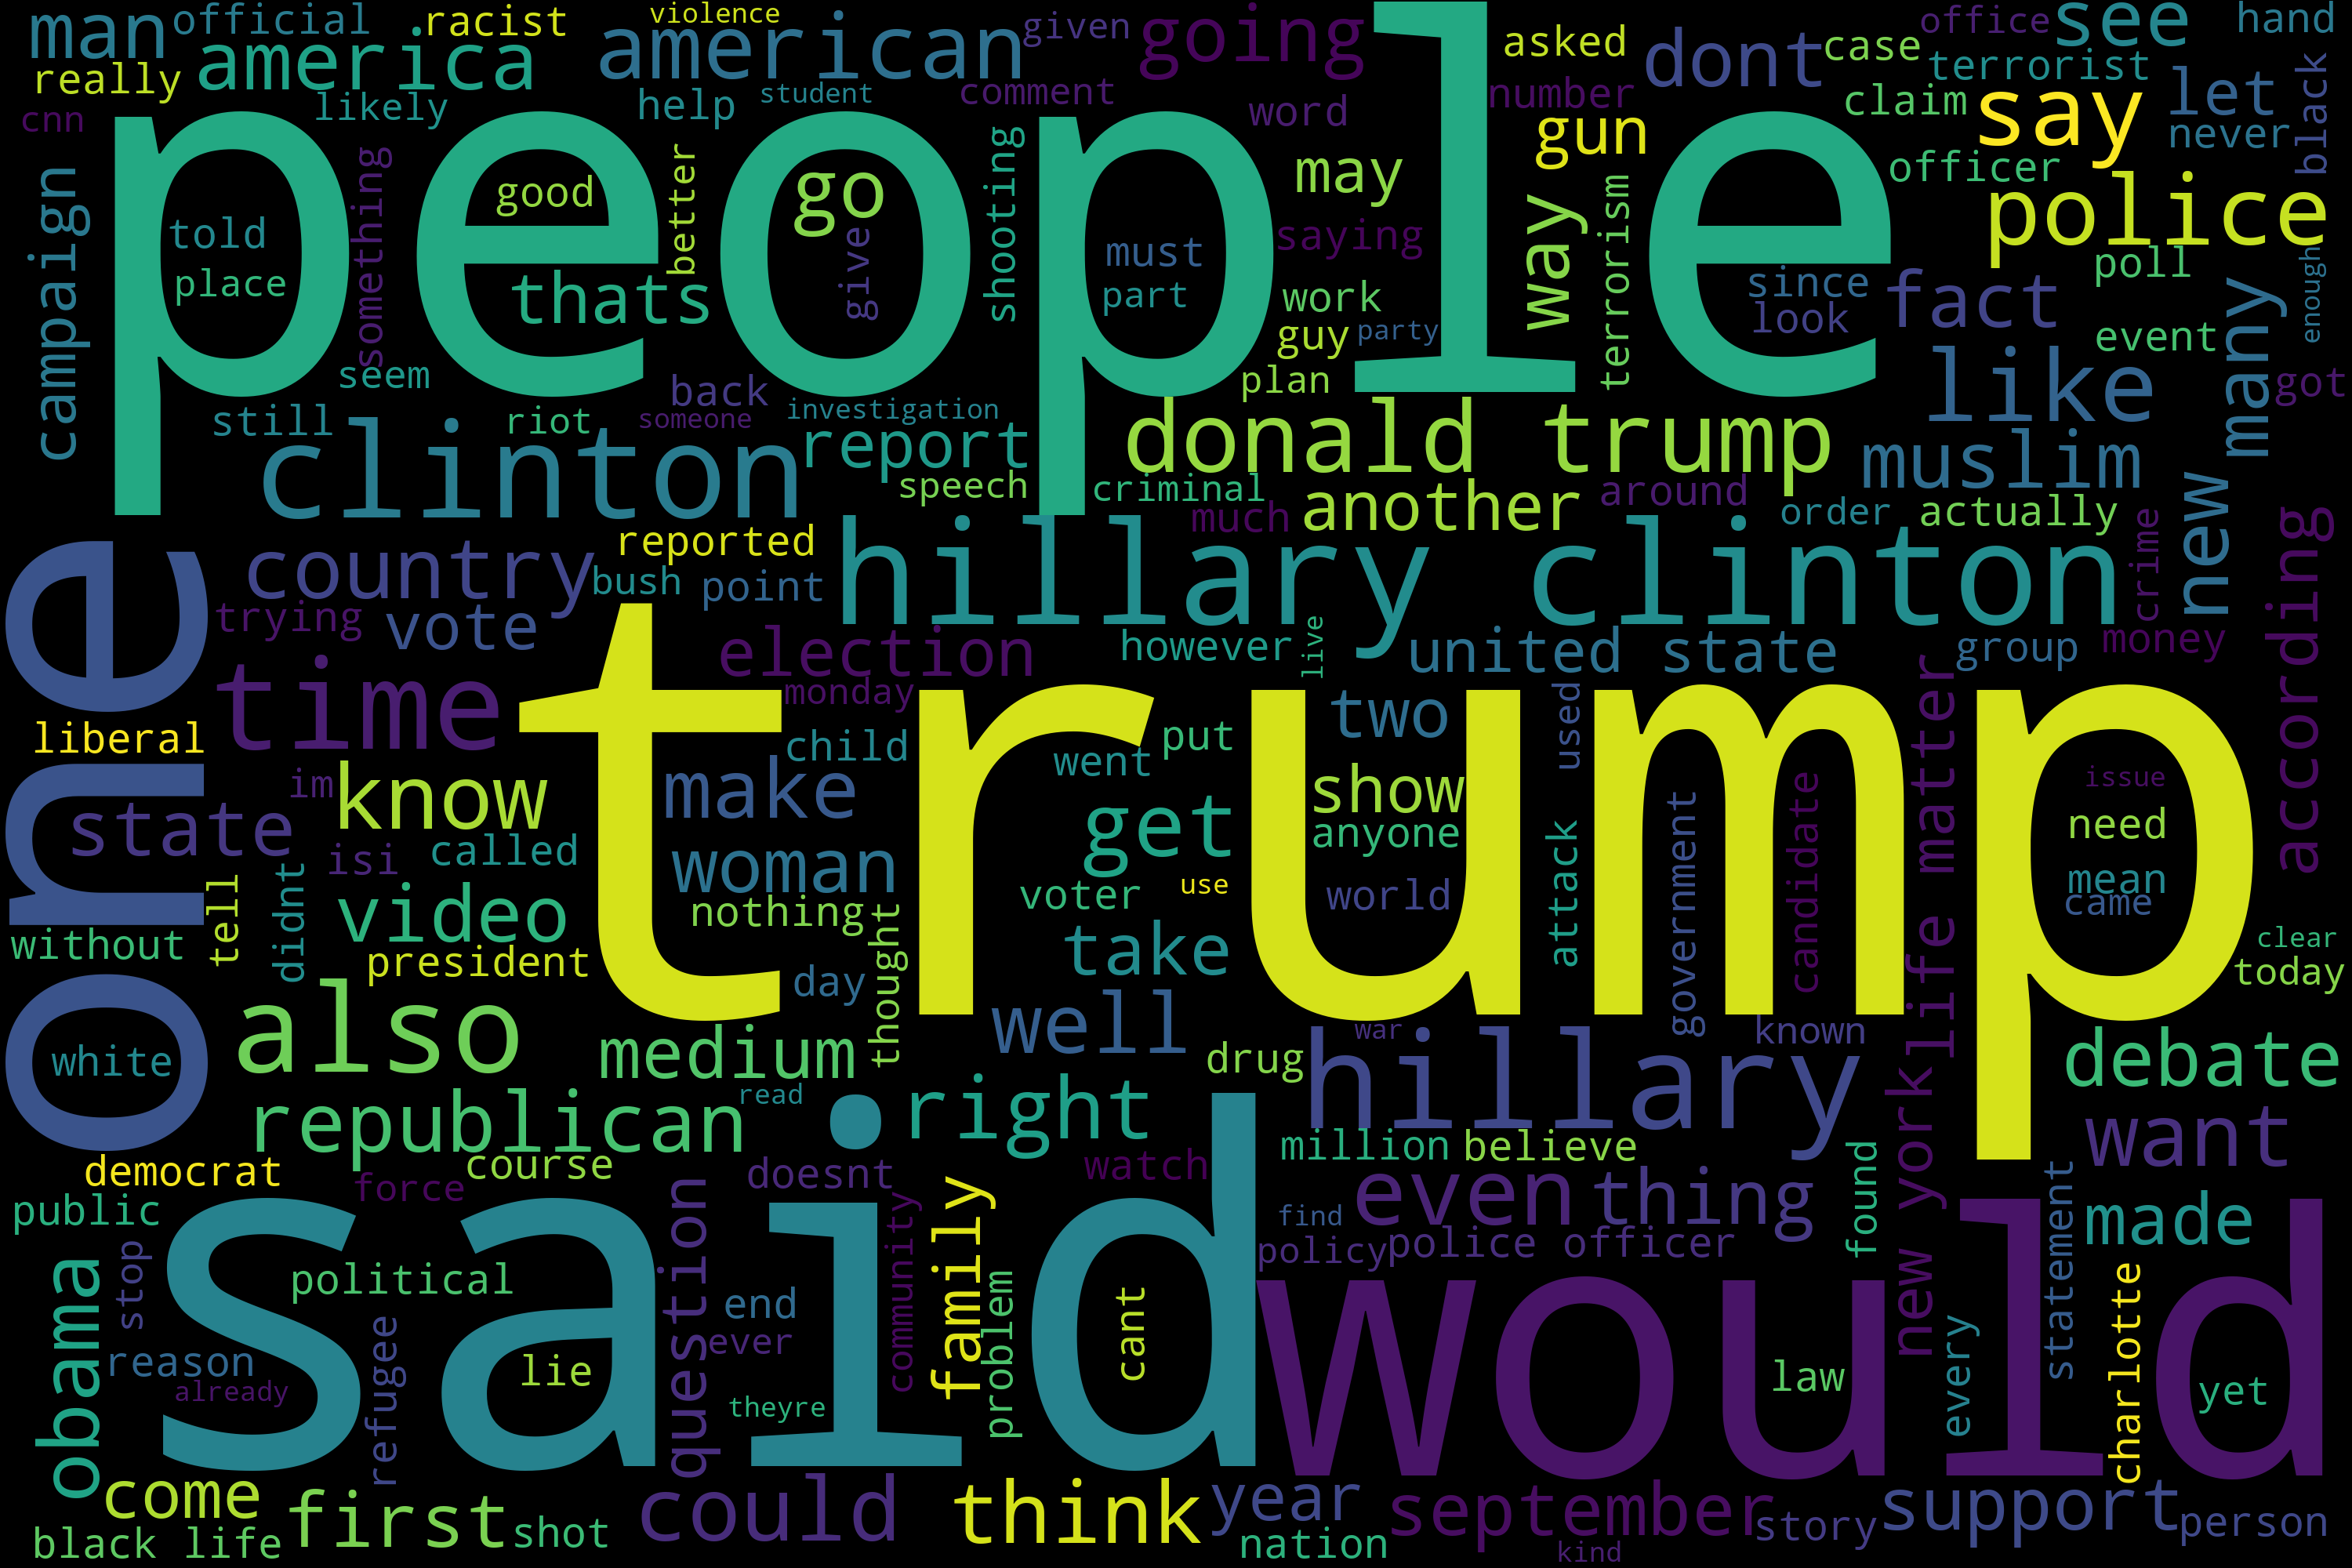 people
trump
said
would
one
hillary clinton
clinton
donald trump
hillary
time
also
man
official
racist
violence
america
american
given
going
asked
dont
case
office
see
hand
really
likely
help
student
comment
word
number
claim
terrorist
let
never
black
cnn
say
gun
officer
police
campaign
something
told
place
good
thats
better
go
give
shooting
must
part
may
saying
work
guy
party
plan
way
terrorism
since
look
fact
poll
event
enough
many
like
got
seem
still
riot
back
someone
investigation
report
speech
criminal
much
another
around
muslim
order
actually
new
crime
according
country
reported
bush
point
trying
vote
election
monday
however
live
united state
group
money
liberal
child
went
put
two
used
life matter
im
know
make
state
isi
called
woman
get
show
anyone
issue
need
mean
came
video
tell
didnt
nothing
voter
use
world
attack
government
candidate
without
president
thought
day
take
clear
today
white
medium
well
drug
war
known
debate
read
republican
right
want
million
believe
democrat
course
force
doesnt
watch
even
thing
found
new york
public
stop
political
question
community
family
problem
cant
find
policy
police officer
statement
made
obama
reason
already
refugee
lie
end
ever
theyre
law
every
charlotte
yet
come
black life
first
shot
could
think
year
nation
september
kind
story
support
person